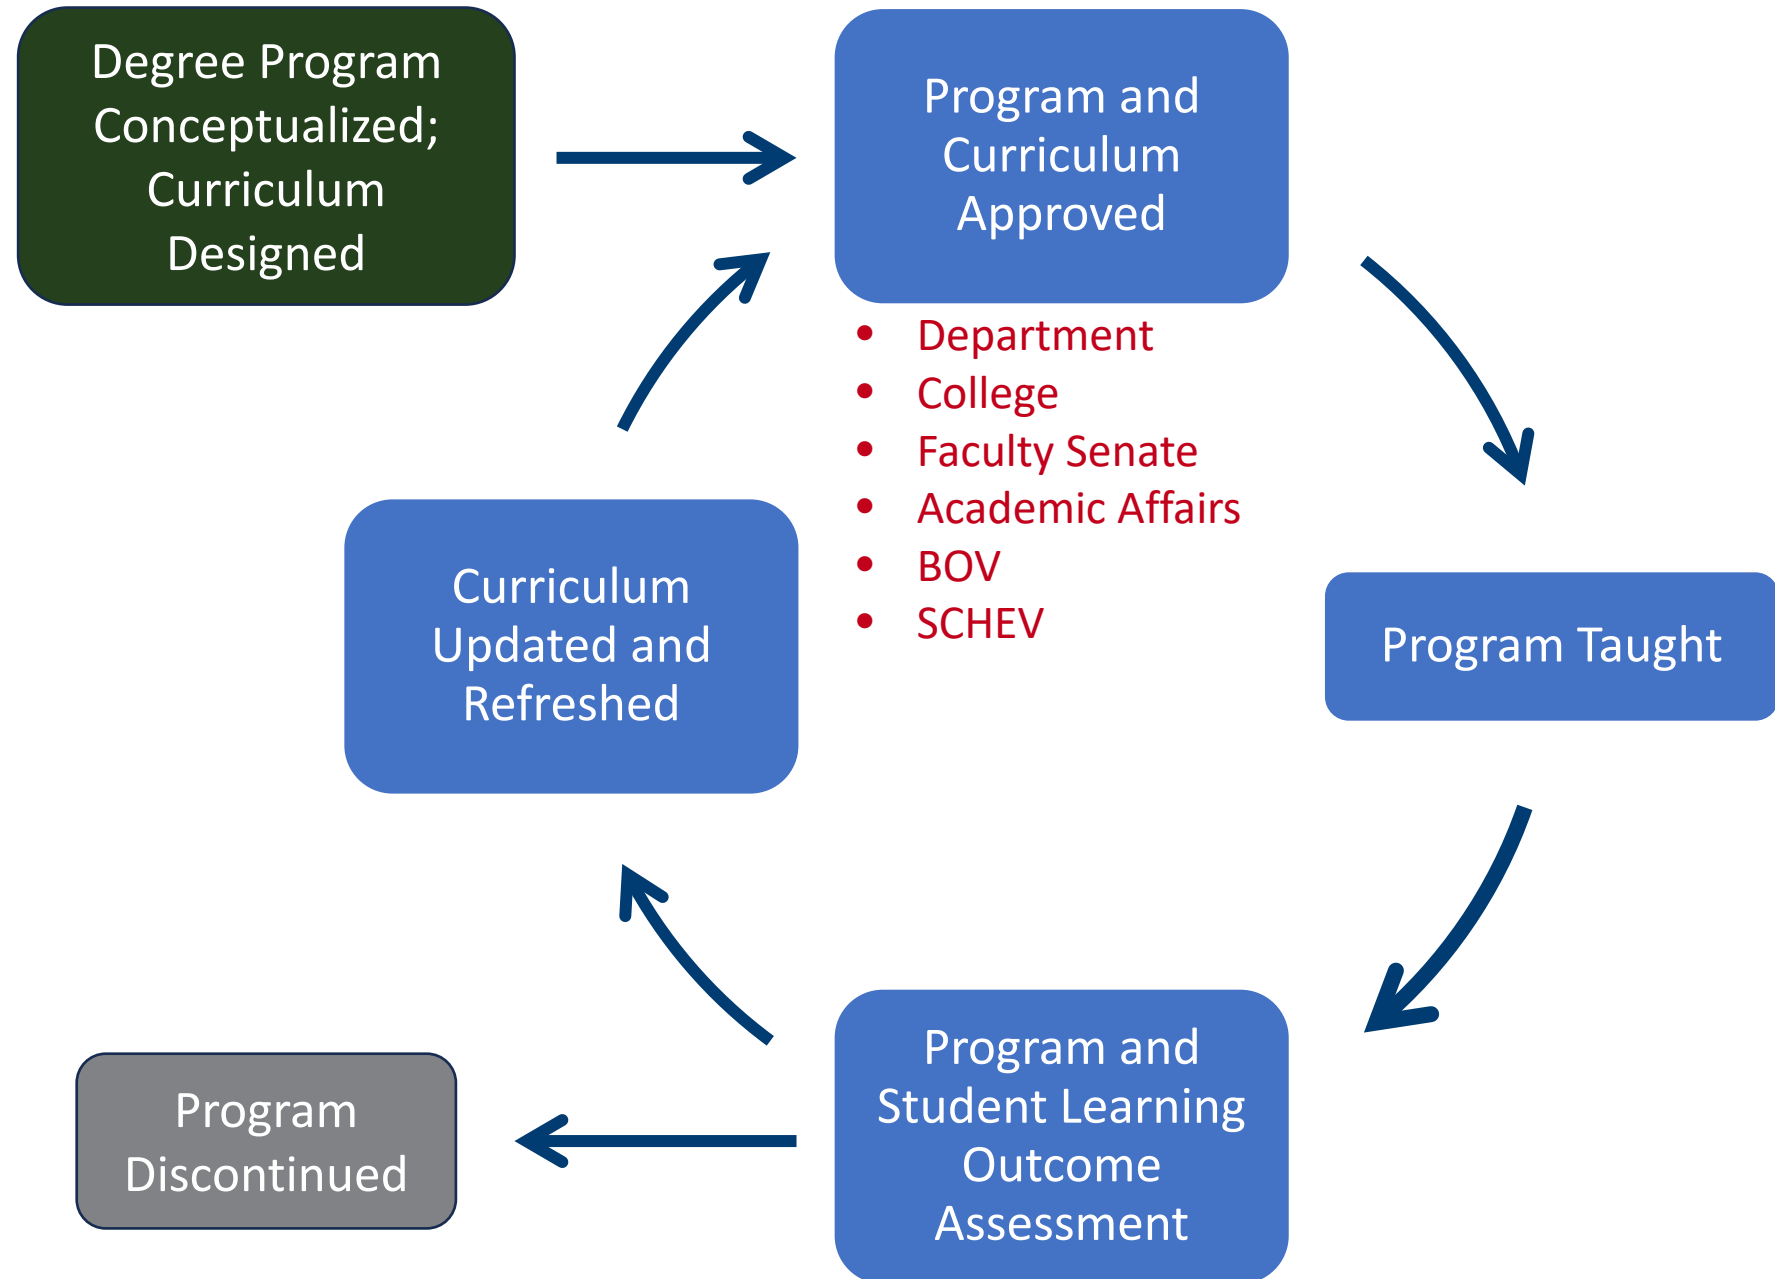 Degree Program
Conceptualized;
Curriculum
Designed
Program and
Curriculum
Approved
• Department
• College
• Faculty Senate
• Academic Affairs
• BOV
• SCHEV
Program Taught
Program and
Student Learning
Outcome
Assessment
Curriculum
Updated and
Refreshed
Program
Discontinued